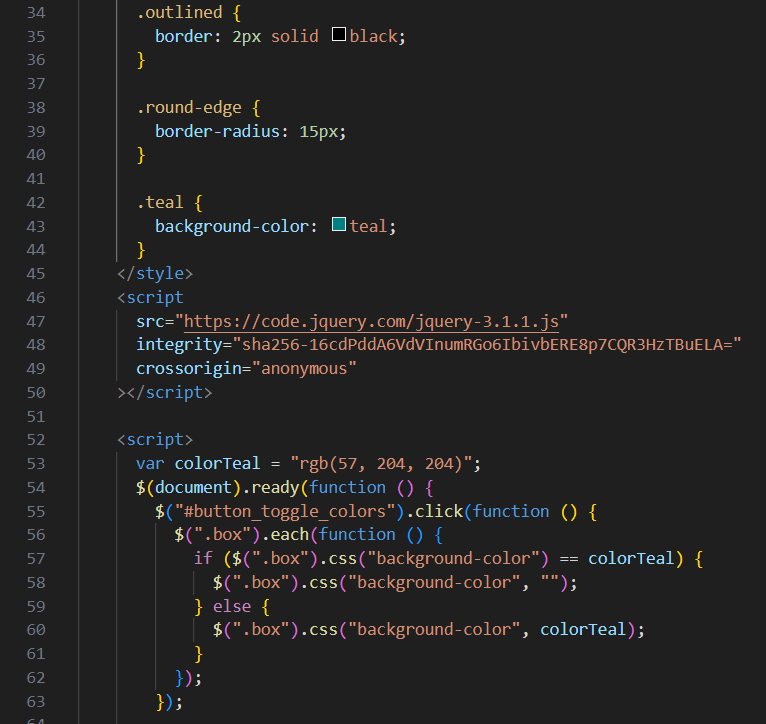 34 .outlined {
35 border: 2px solid black;
36 }
37
38 .round-edge {
39 border-radius: 15px;
40 }
41
42 .teal {
43 background-color: teal;
44 }
45 </style>
46 <script
47 src="https://code.jquery.com/jquery-3.1.1.js"
48 integrity="sha256-16cdPddA6VdVInumRGo6IbivbERE8p7CQR3HzTBuELA="
49 crossorigin="anonymous"
50 ></script>
51
52 <script>
53 var colorTeal = "rgb(57, 204, 204)";
54 $(document).ready(function () {
55 $("#button_toggle_colors").click(function () {
56 $(".box").each(function () {
57 if ($(".box").css("background-color") == colorTeal) {
58 $(".box").css("background-color", "");
59 } else {
60 $(".box").css("background-color", colorTeal);
61 }
62 });
63 });